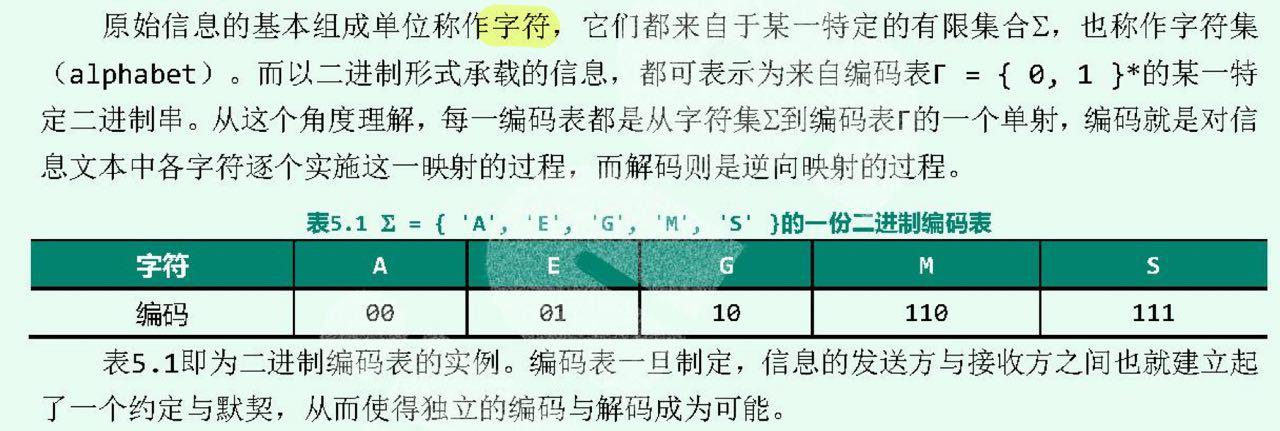 原始信息的基本组成单位称作字符，它们都来自于某一特定的有限集合Σ，也称作字符集
（alphabet）。而以二进制形式承载的信息，都可表示为来自编码表Γ = { 0, 1 }*的某一特
定二进制串。从这个角度理解，每一编码表都是从字符集Σ到编码表Γ的一个单射，编码就是对信
息文本中各字符逐个实施这一映射的过程，而解码则是逆向映射的过程。
表5.1 Σ = { 'A', 'E', 'G', 'M', 'S' }的一份二进制编码表
字符 A E G M S
编码 00 01 10 110 111
表5.1即为二进制编码表的实例。编码表一旦制定，信息的发送方与接收方之间也就建立起
了一个约定与默契，从而使得独立的编码与解码成为可能。